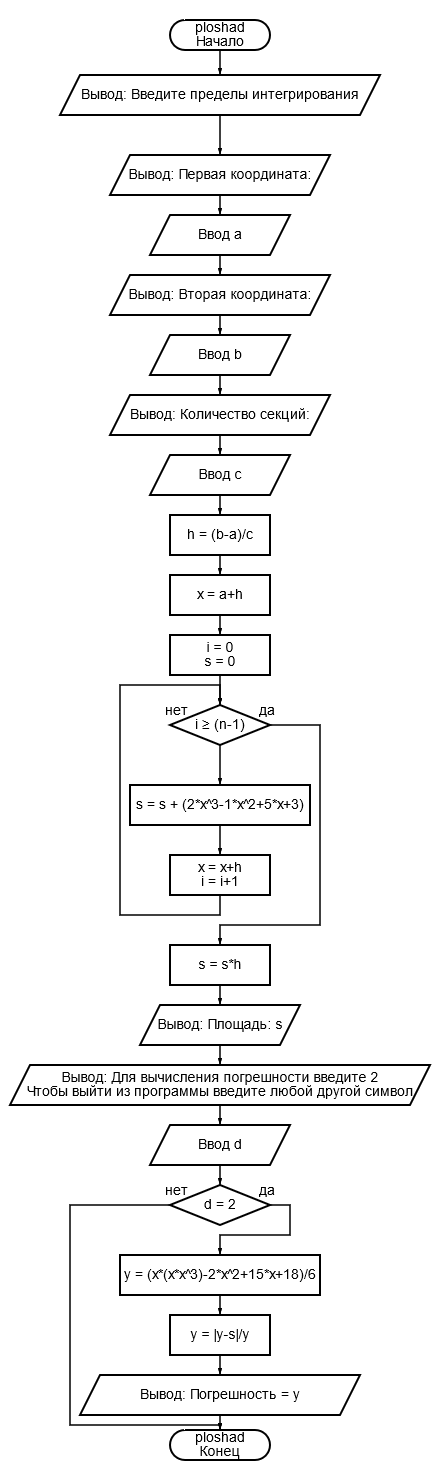 ploshad
Начало
Вывод: Введите пределы интегрирования
Вывод: Первая координата:
Ввод a
Вывод: Вторая координата:
Ввод b
Вывод: Количество секций:
Ввод c
h = (b-a)/c
x = a+h
i = 0
s = 0
нет
да
i ≥ (n-1)
s = s + (2*x^3-1*x^2+5*x+3)
x = x+h
i = i+1
s = s*h
Вывод: Площадь: s
Вывод: Для вычисления погрешности введите 2
Чтобы выйти из программы введите любой другой символ
Ввод d
нет
да
d = 2
y = (x*(x*x^3)-2*x^2+15*x+18)/6
y = |y-s|/y
Вывод: Погрешность = y
ploshad
Конец